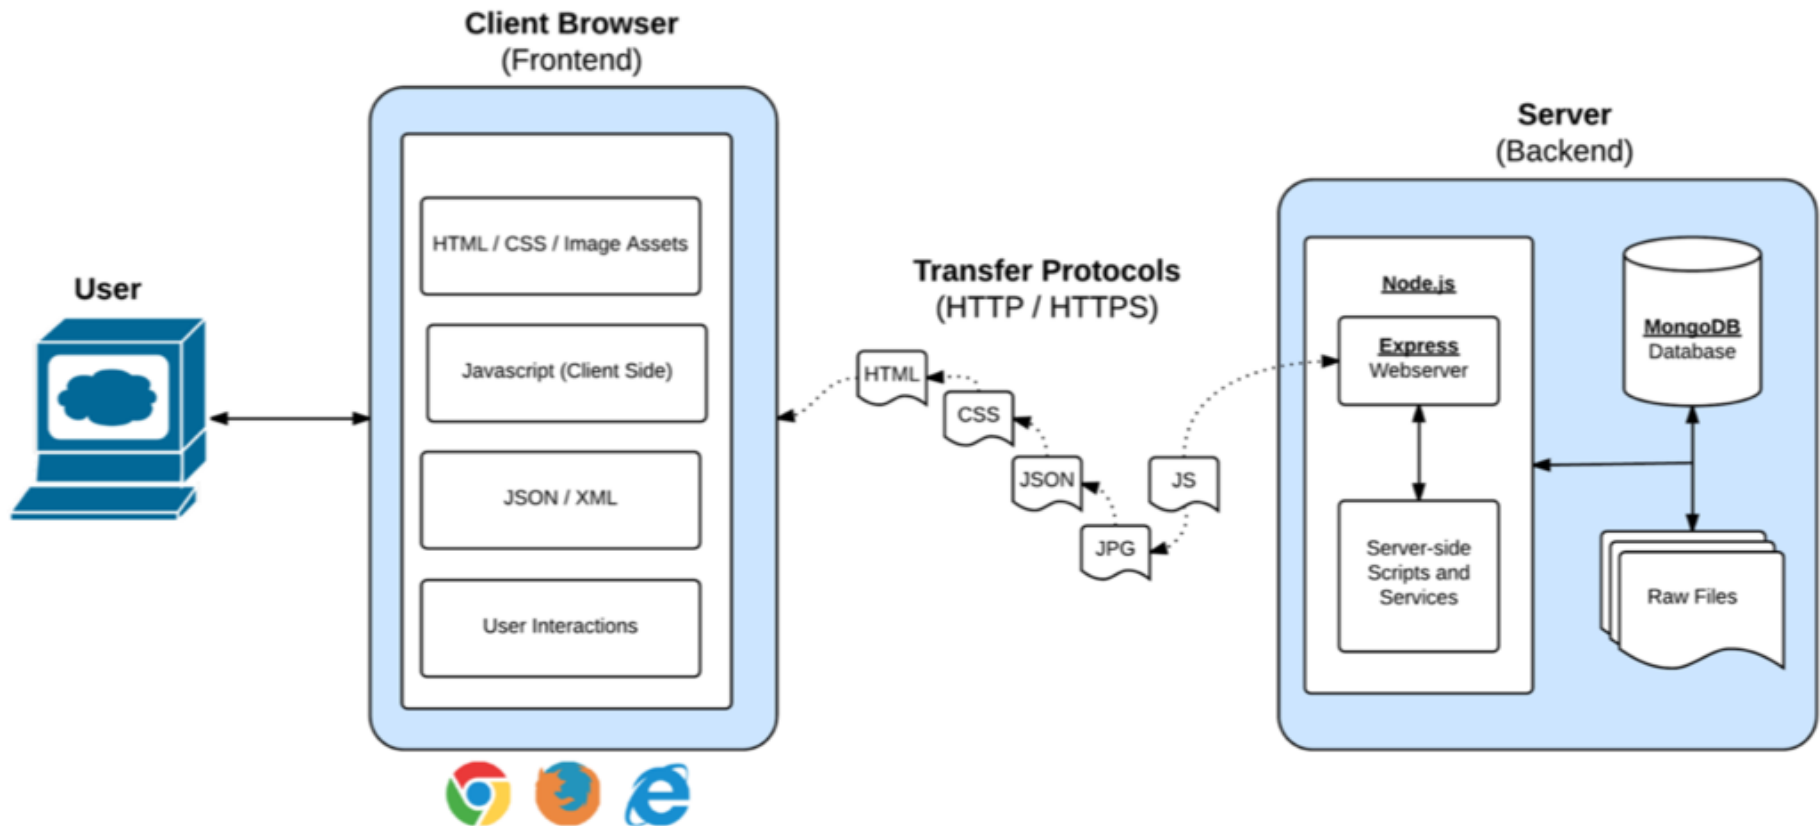 Client Browser
(Frontend)
HTML / CSS / Image Assets
Javascript (Client Side)
JSON / XML
User Interactions
User
Transfer Protocols
(HTTP / HTTPS)
HTML
CSS
JSON
JPG
JS
Server
(Backend)
Node.js
Express
Webserver
Server-side
Scripts and
Services
MongoDB
Database
Raw Files